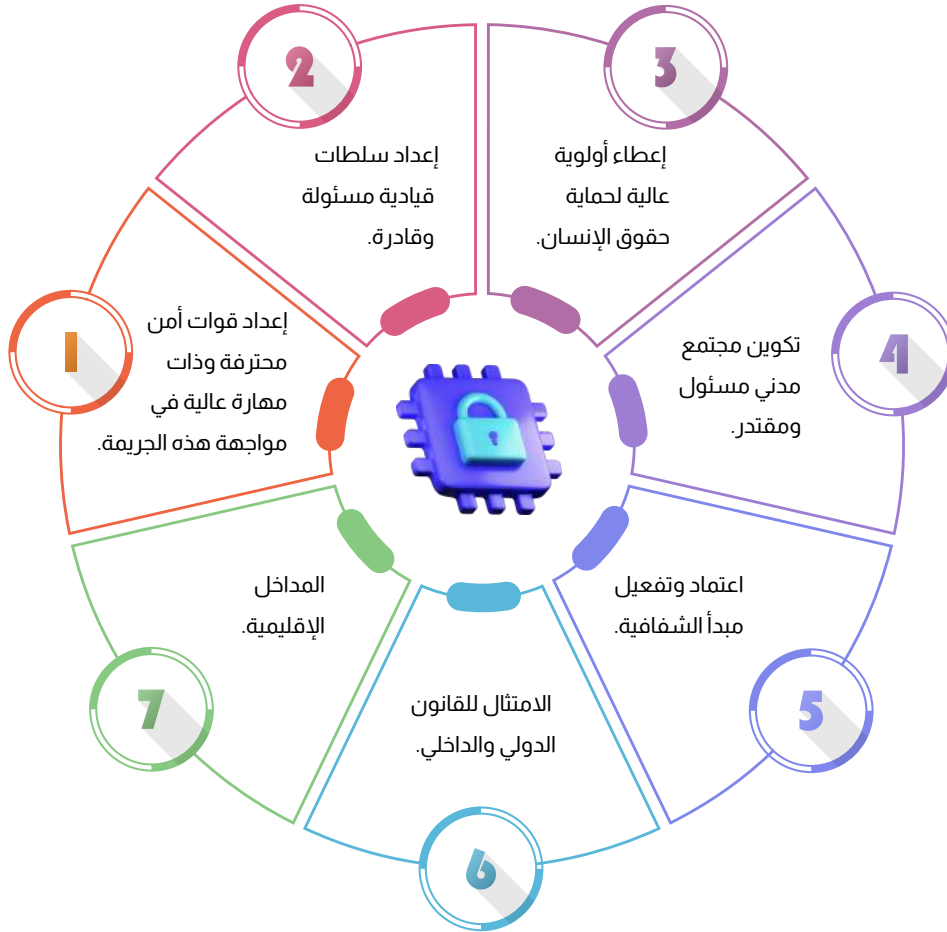 1
إعداد قوات أمن
محترفة وذات
مهارة عالية في
مواجهة هذه الجريمة.
2
إعداد سلطات
قيادية مسئولة
وقادرة.
3
إعطاء أولوية
عالية لحماية
حقوق الإنسان.
4
تكوين مجتمع
مدني مسئول
ومقتدر.
5
اعتماد وتفعيل
مبدأ الشفافية.
6
الامتثال للقانون
الدولي والداخلي.
7
المداخل
الإقليمية.